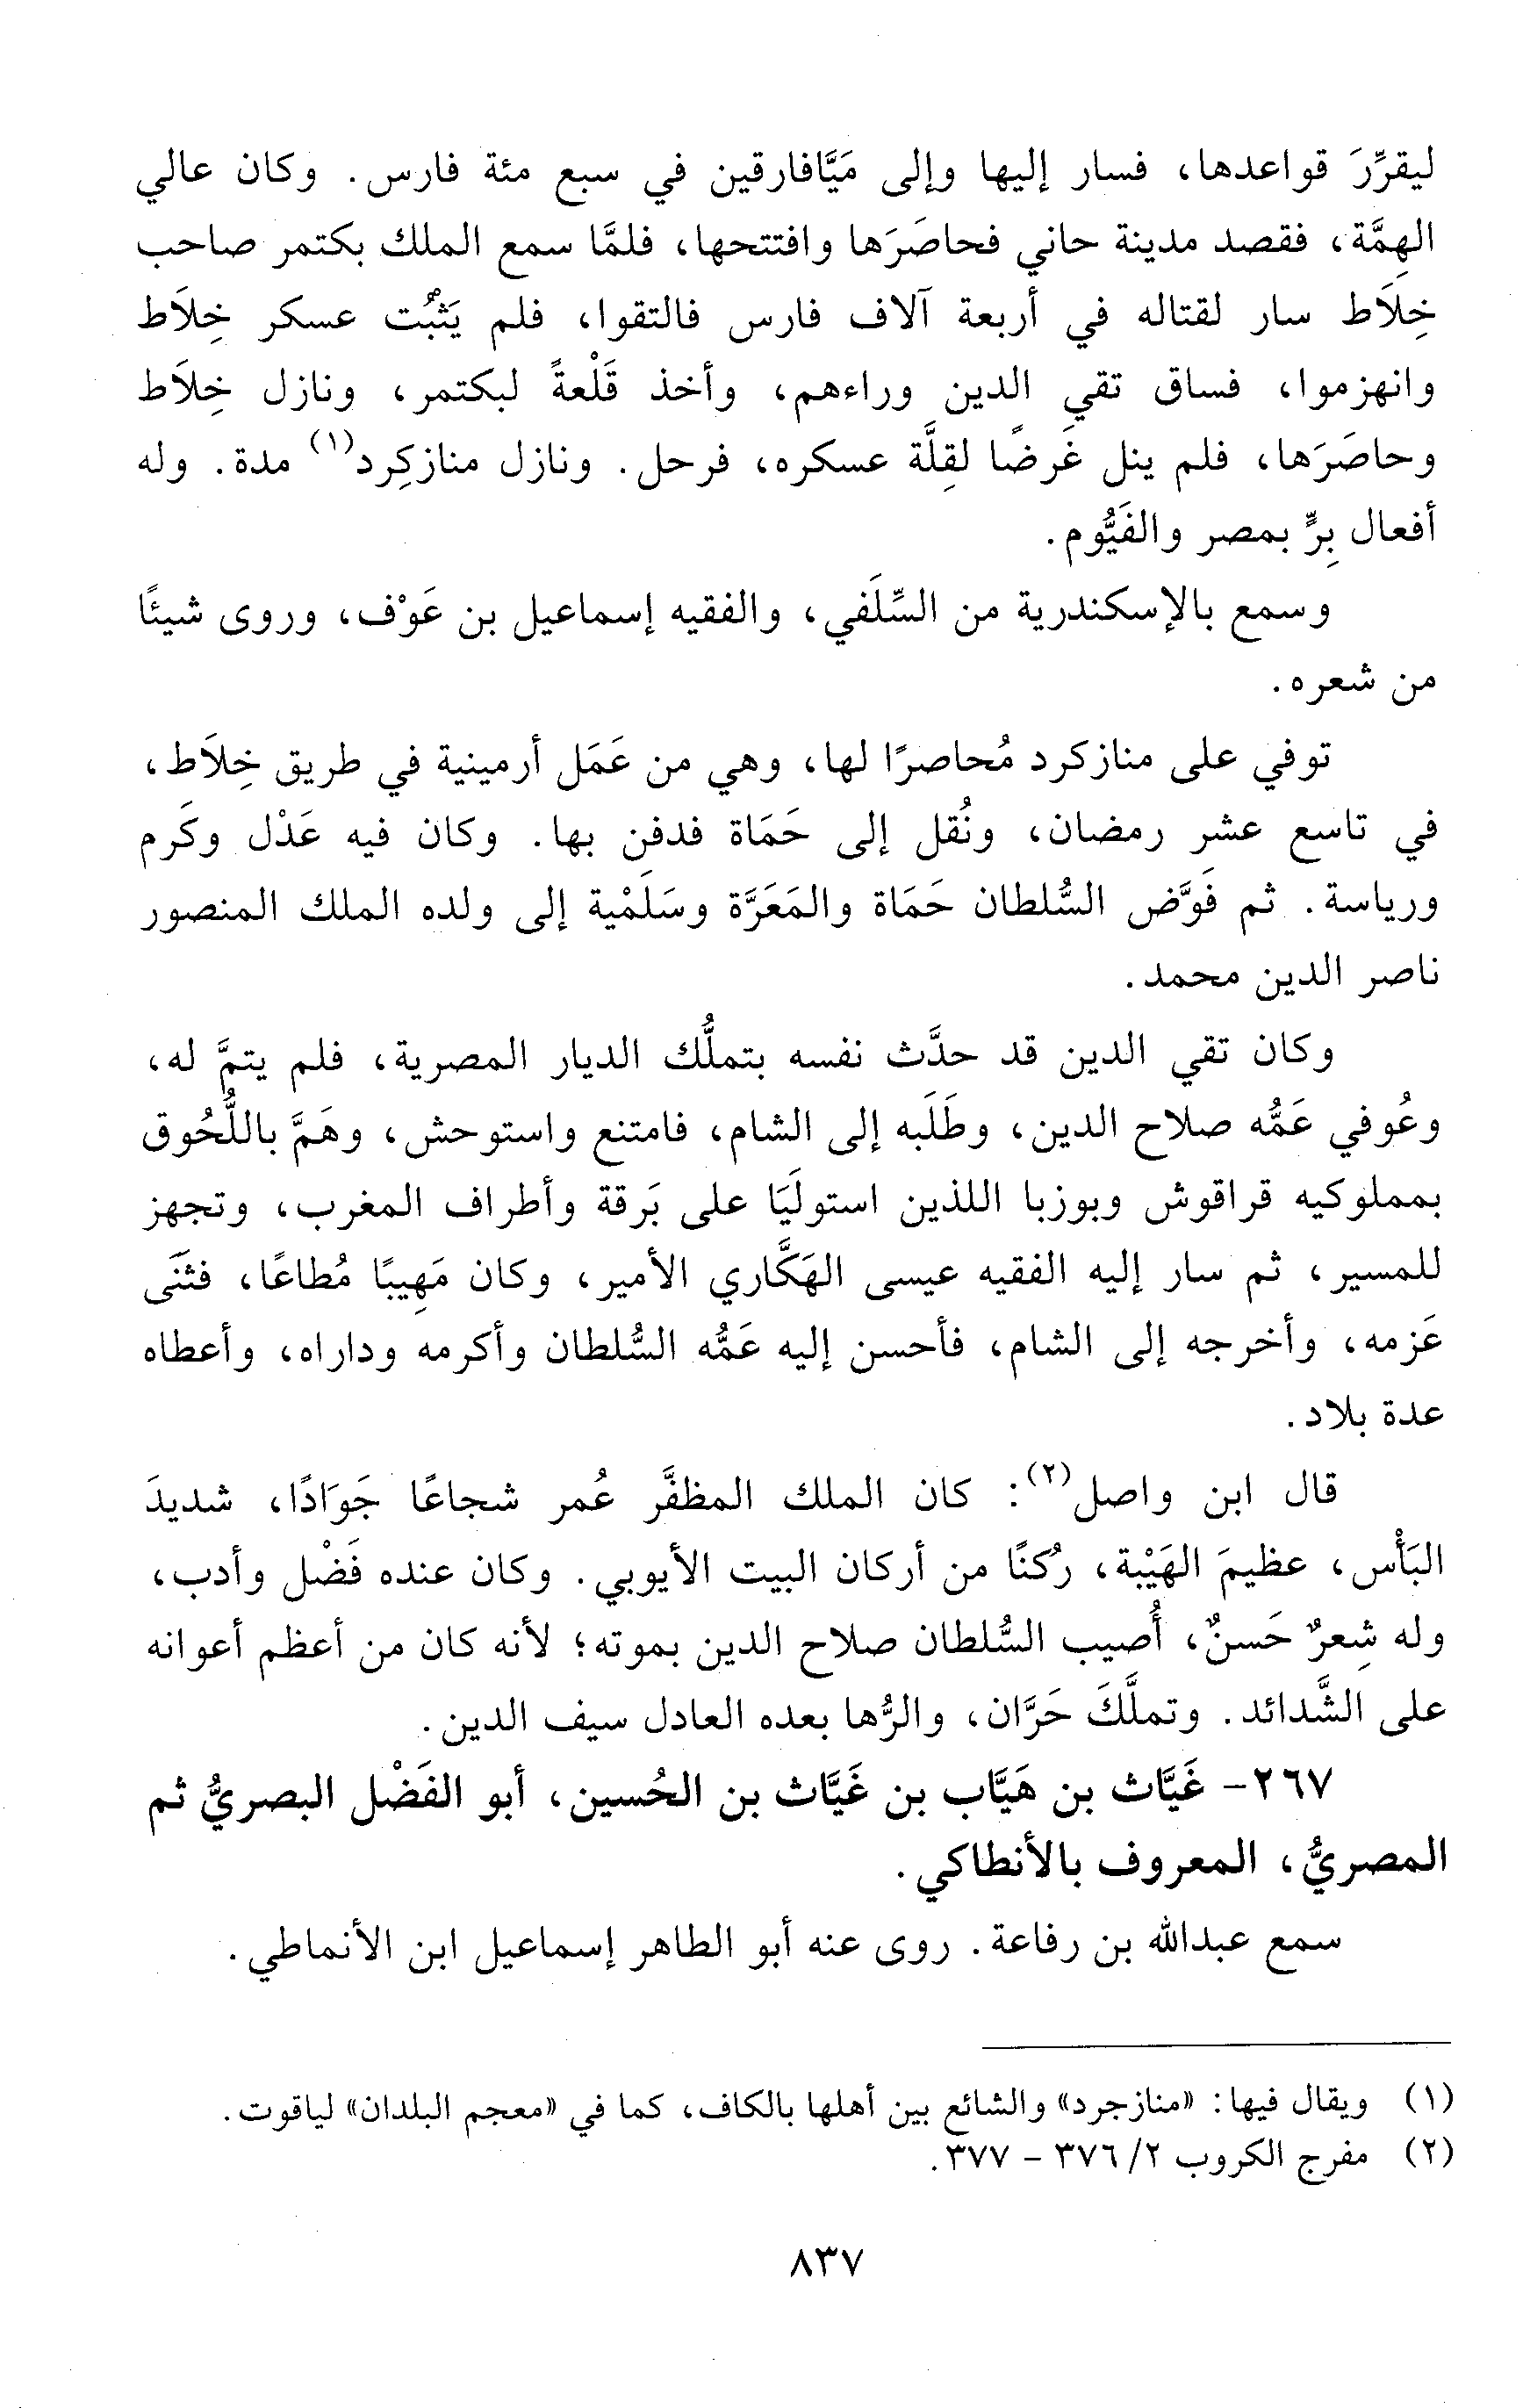 ليقرِّرَ قواعدها، فسار إليها وإلى مَيَّافارقين في سبع مئة فارس. وكان عالي
الهِمَّة، فقصد مدينة حاني فحاصَرَها وافتتحها، فلمَّا سمع الملك بكتمر صاحب
خِلَاط سار لقتاله في أربعة آلاف فارس فالتقوا، فلم يَثْبُت عسكر خِلَاط
وانهزموا، فساق تقي الدين وراءهم، وأخذ قَلْعةً لبكتمر، ونازل خِلَاط
وحاصَرَها، فلم ينل غَرضًا لقِلَّة عسكره، فرحل. ونازل منازكِرد(١) مدة. وله
أفعال بِرٍّ بمصر والفَيُّوم.
وسمع بالإسكندرية من السِّلَفي، والفقيه إسماعيل بن عَوْف، وروى شيئًا
من شعره.
توفي على منازكرد مُحاصرًا لها، وهي من عَمَل أرمينية في طريق خِلَاط،
في تاسع عشر رمضان، ونُقل إلى حَمَاة فدفن بها. وكان فيه عَدْل وكَرم
ورياسة. ثم فَوَّض السُّلطان حَمَاة والمَعَرَّة وسَلَمْية إلى ولده الملك المنصور
ناصر الدين محمد.
وكان تقي الدين قد حدَّث نفسه بتملُّك الديار المصرية، فلم يتمَّ له،
وعُوفي عَمُّه صلاح الدين، وطَلَبه إلى الشام، فامتنع واستوحش، وهَمَّ باللُّحُوق
بمملوكيه قراقوش وبوزبا اللذين استولَيَا على بَرقة وأطراف المغرب، وتجهز
للمسير، ثم سار إليه الفقيه عيسى الهَكَّاري الأمير، وكان مَهِيبًا مُطاعًا، فثَنَى
عَزمه، وأخرجه إلى الشام، فأحسن إليه عَمُّه السُّلطان وأكرمه وداراه، وأعطاه
عدة بلاد.
قال ابن واصل(٢): كان الملك المظفَّر عُمر شجاعًا جَوَادًا، شديدَ
البَأْس، عظيمَ الهَيْبة، رُكنًا من أركان البيت الأيوبي. وكان عنده فَضْل وأدب،
وله شِعرٌ حَسنٌ، أُصيب السُّلطان صلاح الدين بموته؛ لأنه كان من أعظم أعوانه
على الشَّدائد. وتملَّكَ حَرَّان، والرُّها بعده العادل سيف الدين.
٢٦٧- غَيَّاث بن هَيَّاب بن غَيَّاث بن الحُسين، أبو الفَضْل البصريُّ ثم
المصريُّ، المعروف بالأنطاكي.
سمع عبدالله بن رفاعة. روى عنه أبو الطاهر إسماعيل ابن الأنماطي.
(١) ويقال فيها: «منازجرد» والشائع بين أهلها بالكاف، كما في «معجم البلدان» لياقوت.
(٢) مفرج الكروب ٢/ ٣٧٦ - ٣٧٧.
٨٣٧